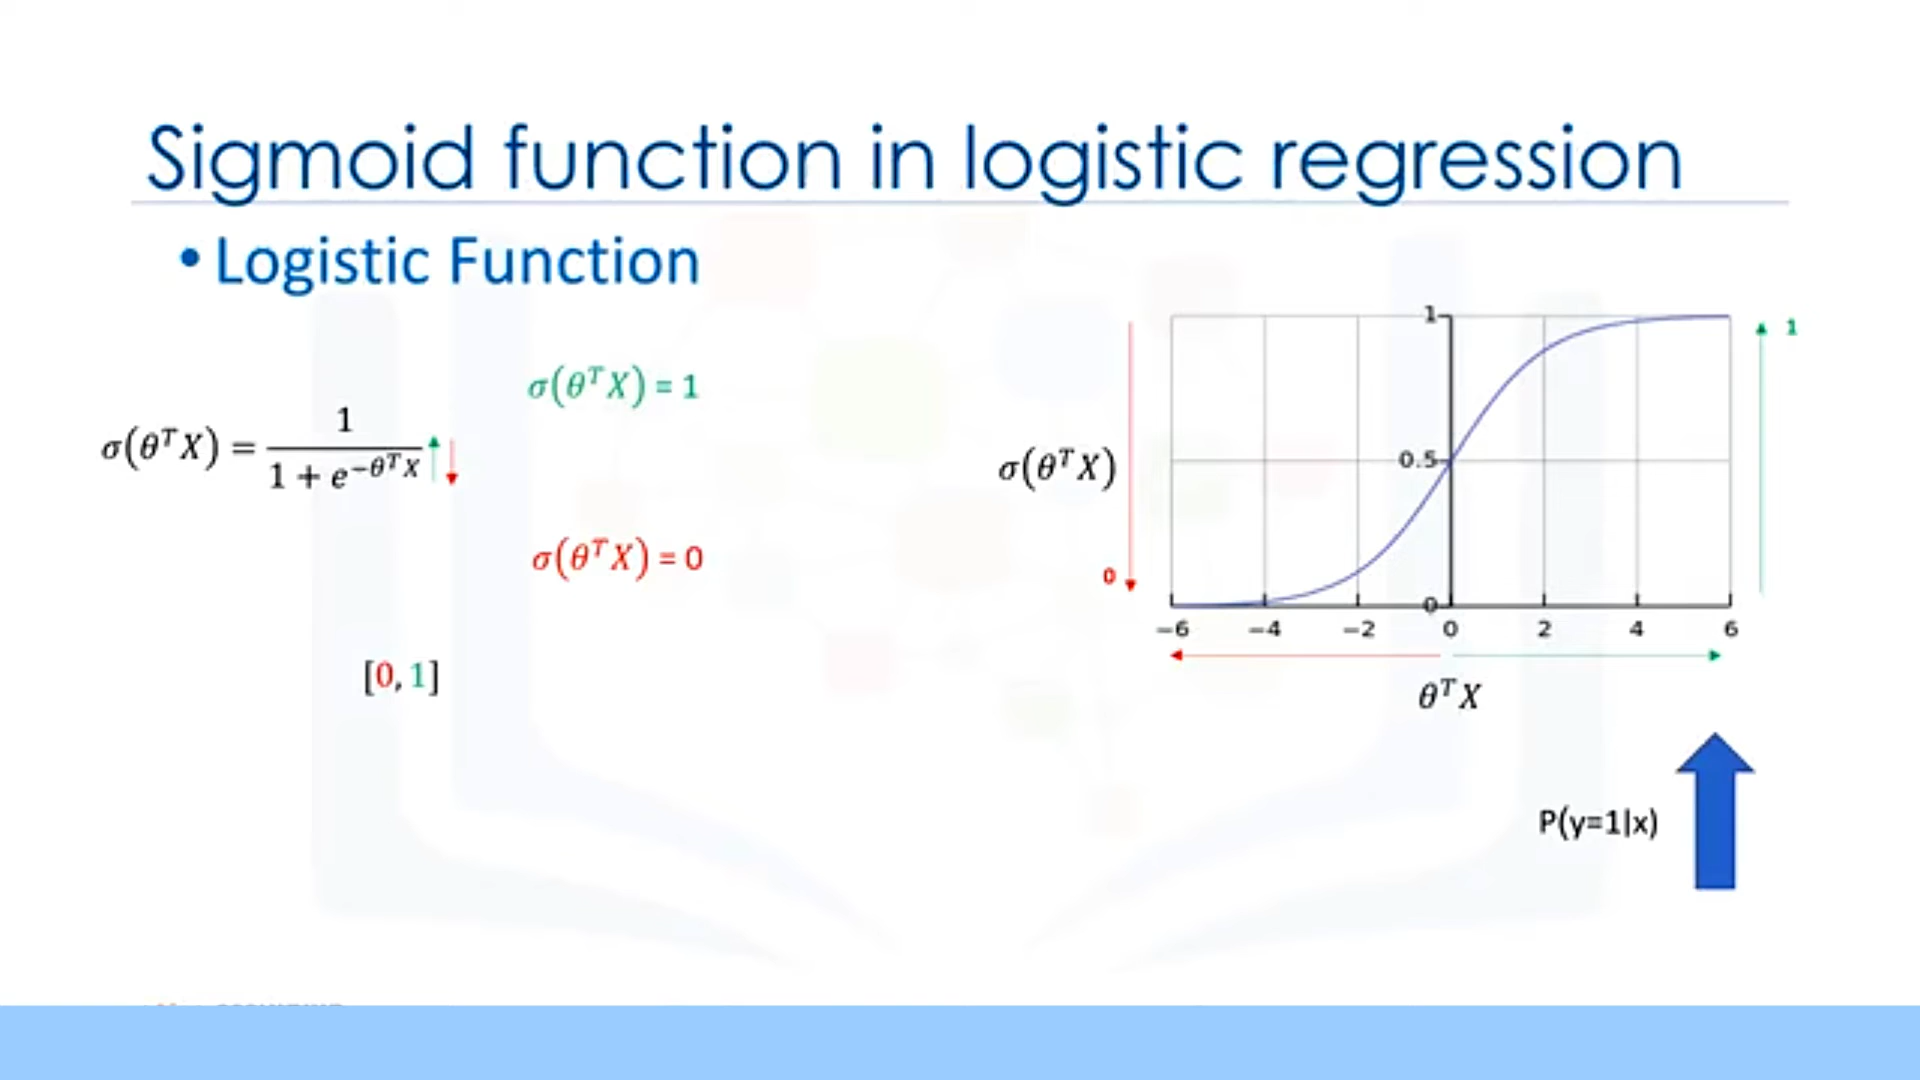 Sigmoid function in logistic regression
• Logistic Function
σ(θᵀX) = 1
σ(θᵀX) = 1 / (1 + e^(−θᵀX))
σ(θᵀX) = 0
[0, 1]
1
0.5
0
−6 −4 −2 0 2 4 6
σ(θᵀX)
0
1
θᵀX
P(y=1|x)